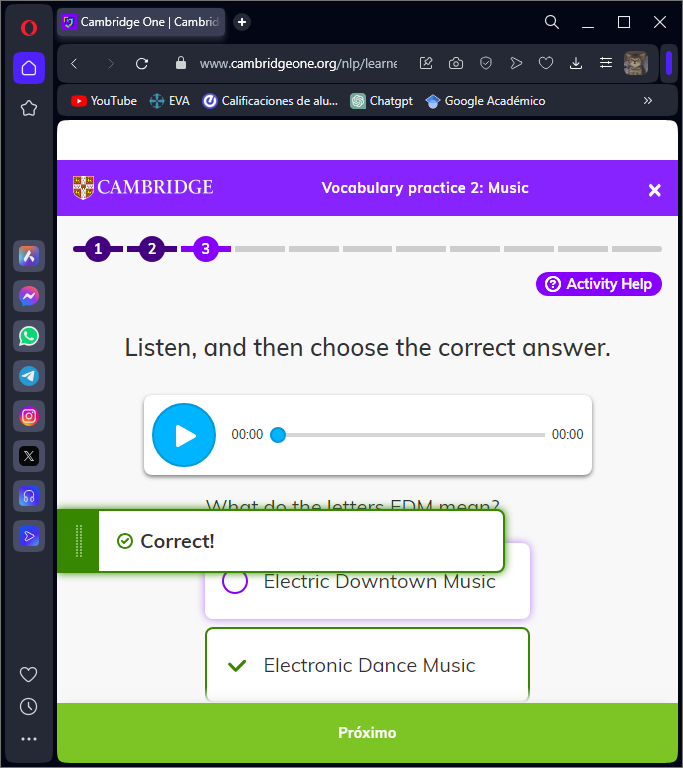 Cambridge One | Cambrid
www.cambridgeone.org/nlp/learne
YouTube
EVA
Calificaciones de alu...
Chatgpt
Google Académico
CAMBRIDGE
Vocabulary practice 2: Music
1
2
3
Activity Help
Listen, and then choose the correct answer.
00:00
00:00
What do the letters EDM mean?
Correct!
Electric Downtown Music
Electronic Dance Music
Próximo